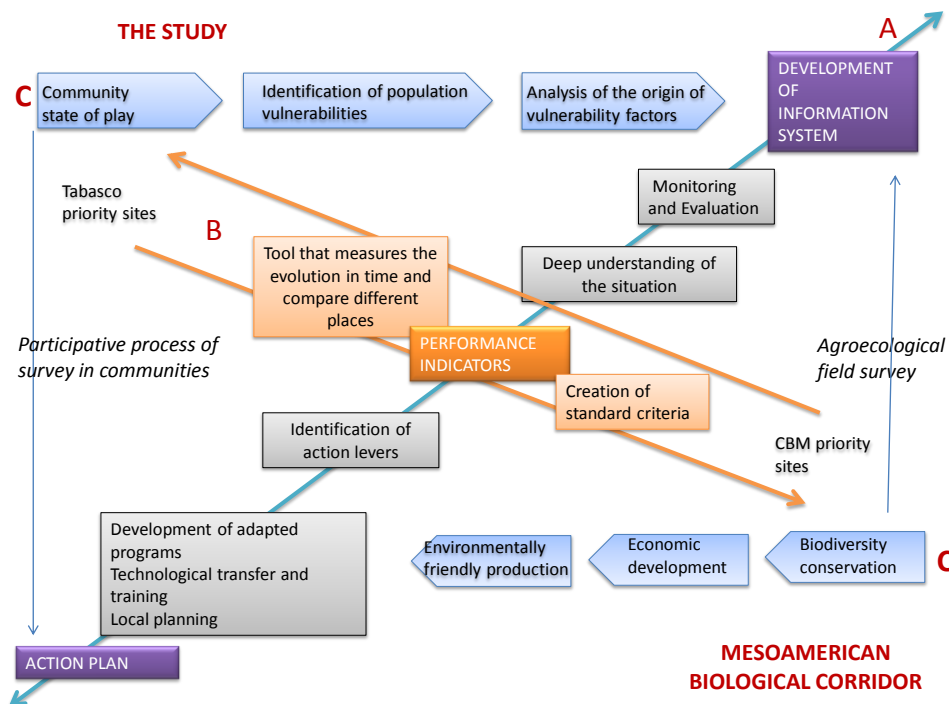 THE STUDY
A
C
Community
state of play
Identification of population
vulnerabilities
Analysis of the origin of
vulnerability factors
DEVELOPMENT
OF
INFORMATION
SYSTEM
Monitoring
and Evaluation
Tabasco
priority sites
B
Tool that measures the
evolution in time and
compare different
places
Deep understanding of
the situation
Participative process of
survey in communities
PERFORMANCE
INDICATORS
Agroecological
field survey
Creation of
standard criteria
Identification of
action levers
CBM priority
sites
Development of adapted
programs
Technological transfer and
training
Local planning
Environmentally
friendly production
Economic
development
Biodiversity
conservation
C
ACTION PLAN
MESOAMERICAN
BIOLOGICAL CORRIDOR